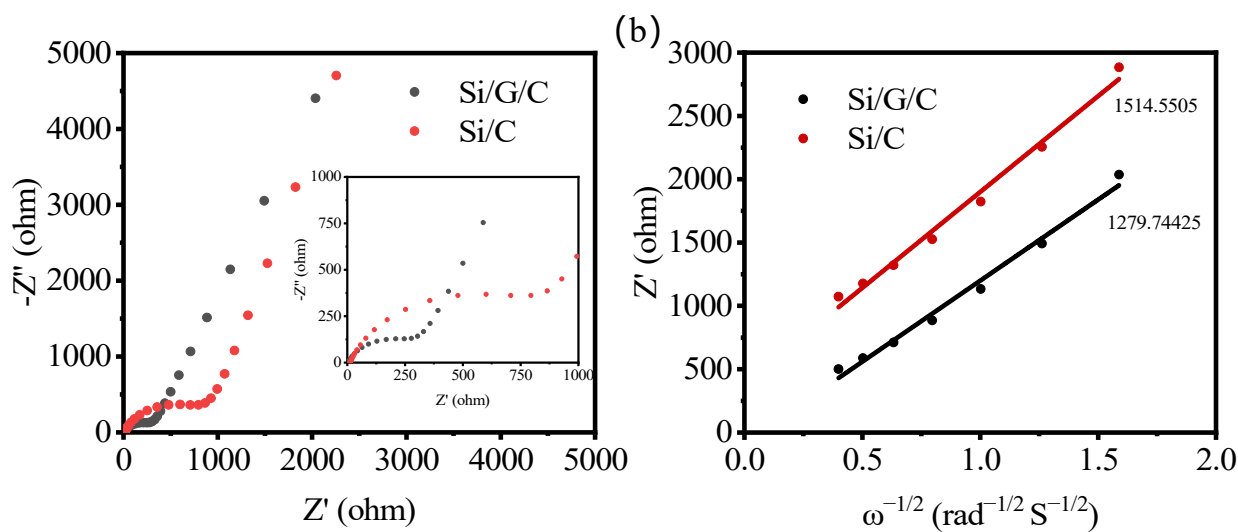 5000
4000
3000
2000
1000
0
-Z'' (ohm)
Si/G/C
Si/C
1000
750
500
250
0
-Z'' (ohm)
0 250 500 750 1000
Z' (ohm)
0 1000 2000 3000 4000 5000
Z' (ohm)
(b)
3000
2500
2000
1500
1000
500
0
Z' (ohm)
Si/G/C
Si/C
1514.5505
1279.74425
0.0 0.5 1.0 1.5 2.0
ω⁻¹/² (rad⁻¹/² S⁻¹/²)